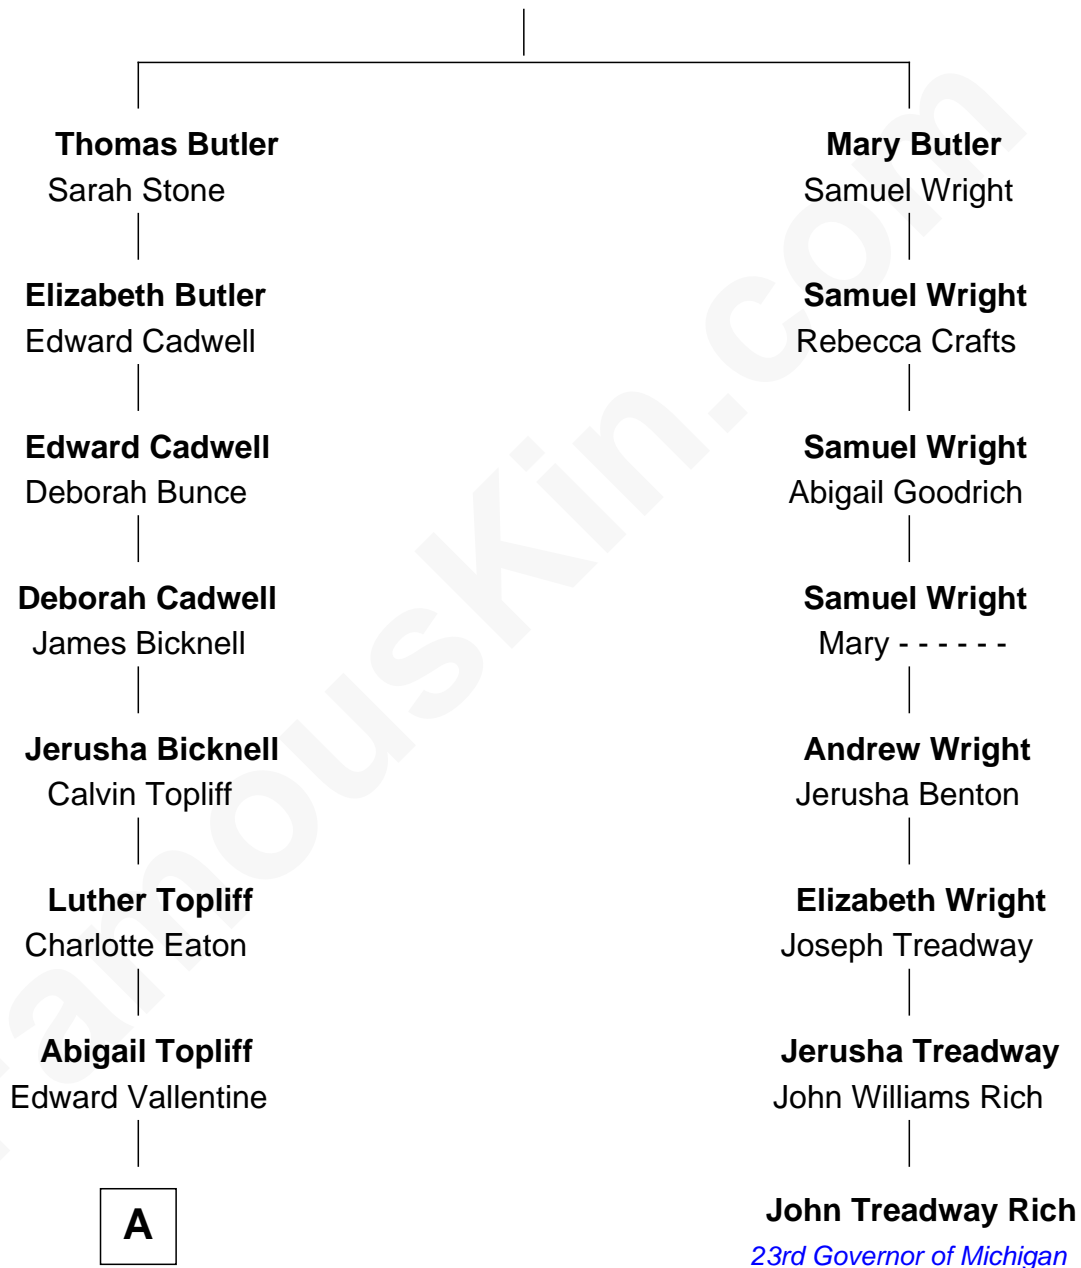 Thomas Butler
Sarah Stone
Elizabeth Butler
Edward Cadwell
Edward Cadwell
Deborah Bunce
Deborah Cadwell
James Bicknell
Jerusha Bicknell
Calvin Topliff
Luther Topliff
Charlotte Eaton
Abigail Topliff
Edward Vallentine
A
Mary Butler
Samuel Wright
Samuel Wright
Rebecca Crafts
Samuel Wright
Abigail Goodrich
Samuel Wright
Mary - - - - - -
Andrew Wright
Jerusha Benton
Elizabeth Wright
Joseph Treadway
Jerusha Treadway
John Williams Rich
John Treadway Rich
23rd Governor of Michigan
FamousKin.com